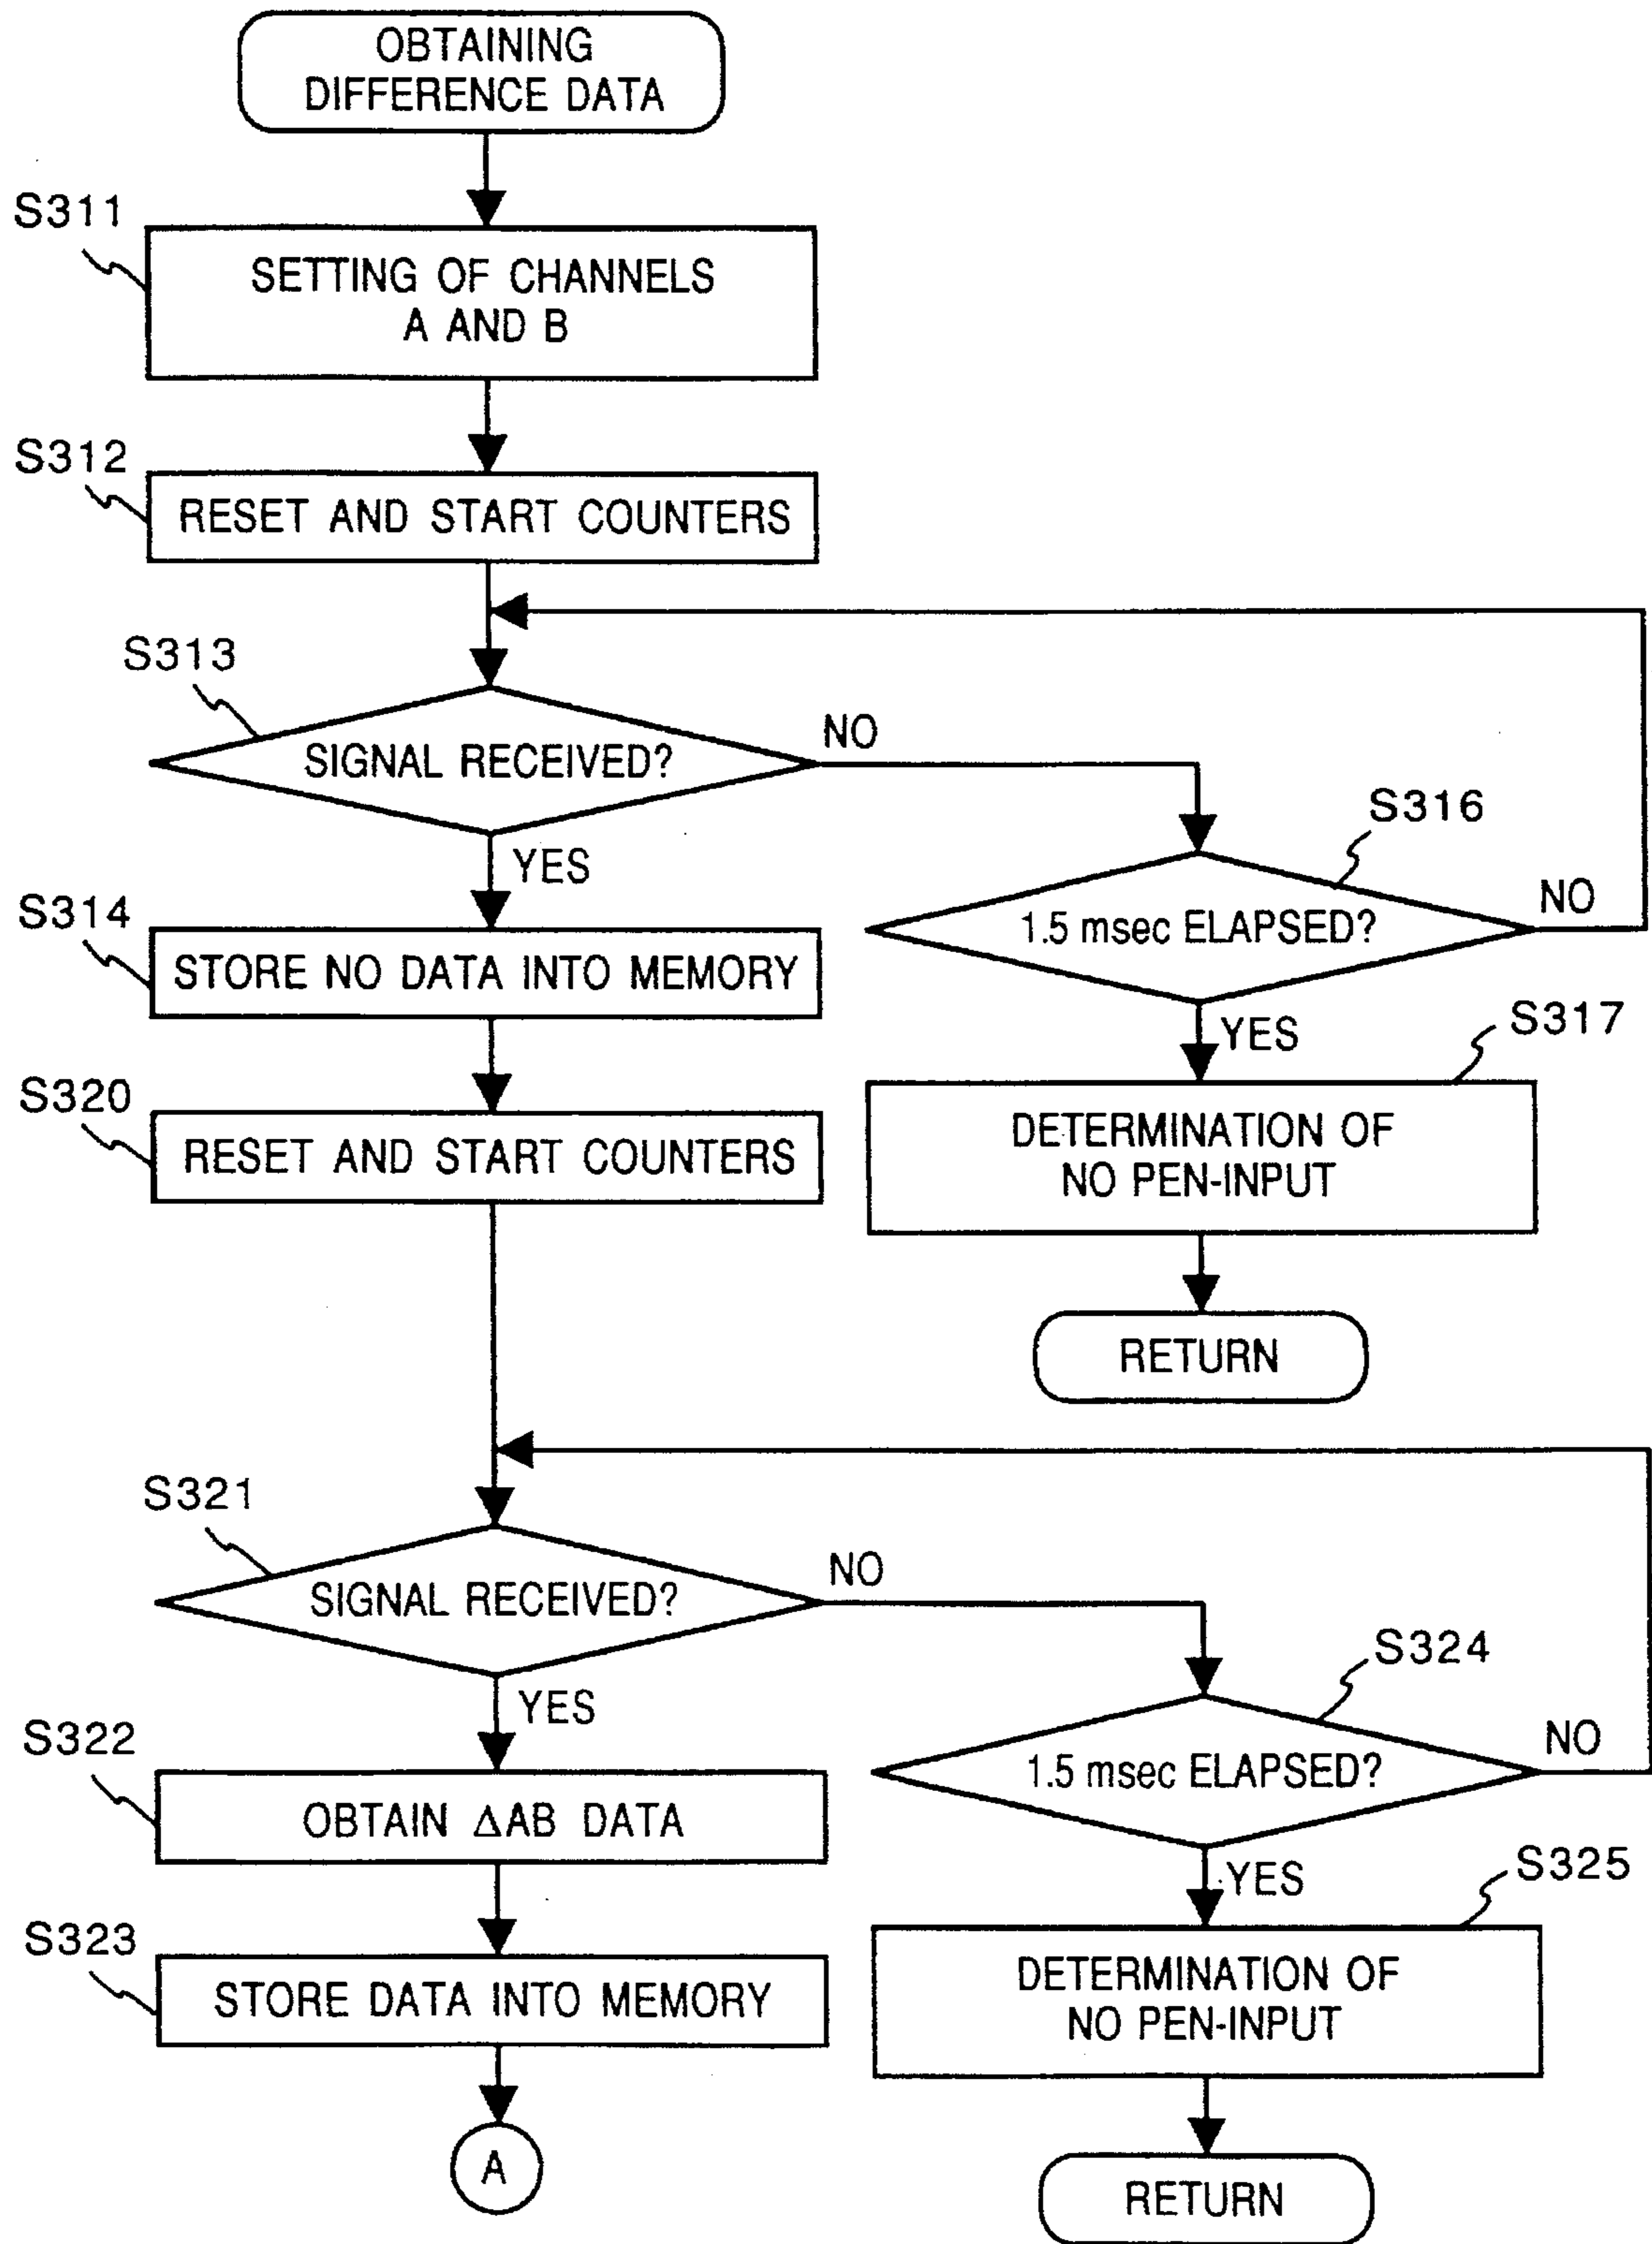 OBTAINING
DIFFERENCE DATA
S311
SETTING OF CHANNELS
A AND B
S312
RESET AND START COUNTERS
S313
SIGNAL RECEIVED?
NO
YES
S316
1.5 msec ELAPSED?
NO
YES
S314
STORE NO DATA INTO MEMORY
S317
DETERMINATION OF
NO PEN-INPUT
S320
RESET AND START COUNTERS
RETURN
S321
SIGNAL RECEIVED?
NO
YES
S324
1.5 msec ELAPSED?
NO
YES
S322
OBTAIN ΔAB DATA
S325
DETERMINATION OF
NO PEN-INPUT
S323
STORE DATA INTO MEMORY
A
RETURN